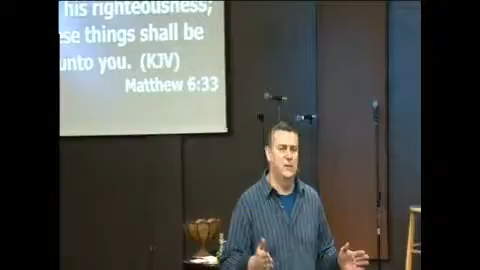 his righteousness;
ese things shall be
unto you. (KJV)
Matthew 6:33